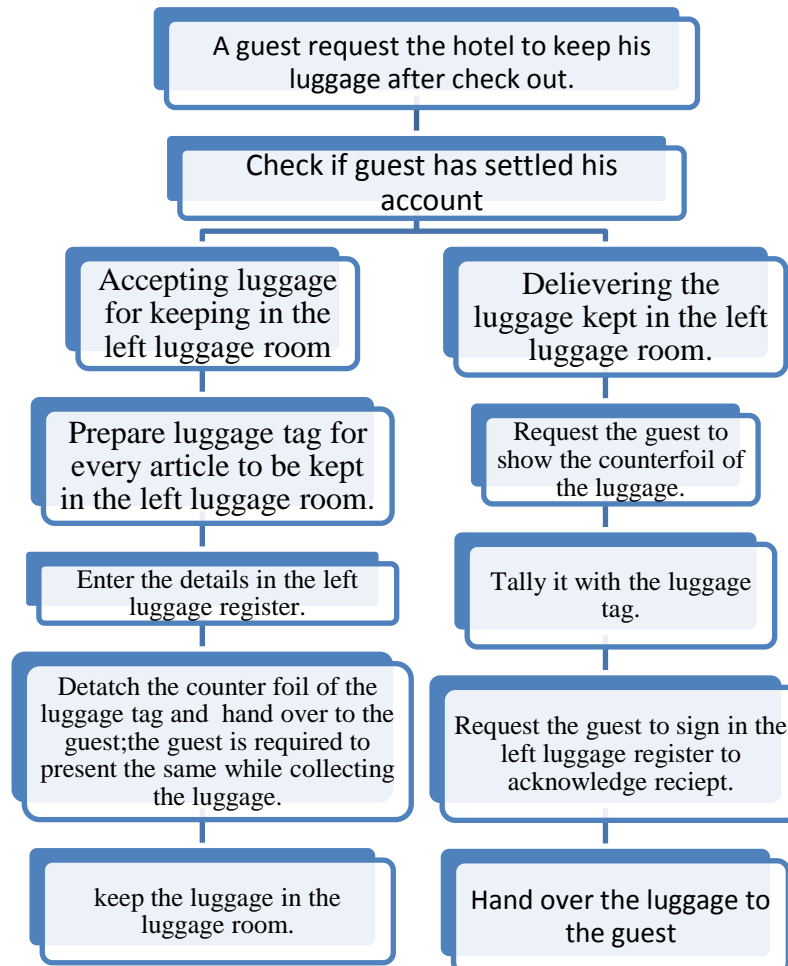 A guest request the hotel to keep his
luggage after check out.
Check if guest has settled his
account
Accepting luggage
for keeping in the
left luggage room
Prepare luggage tag for
every article to be kept
in the left luggage room.
Enter the details in the left
luggage register.
Detatch the counter foil of the
luggage tag and hand over to the
guest;the guest is required to
present the same while collecting
the luggage.
keep the luggage in the
luggage room.
Delievering the
luggage kept in the left
luggage room.
Request the guest to
show the counterfoil of
the luggage.
Tally it with the luggage
tag.
Request the guest to sign in the
left luggage register to
acknowledge reciept.
Hand over the luggage to
the guest